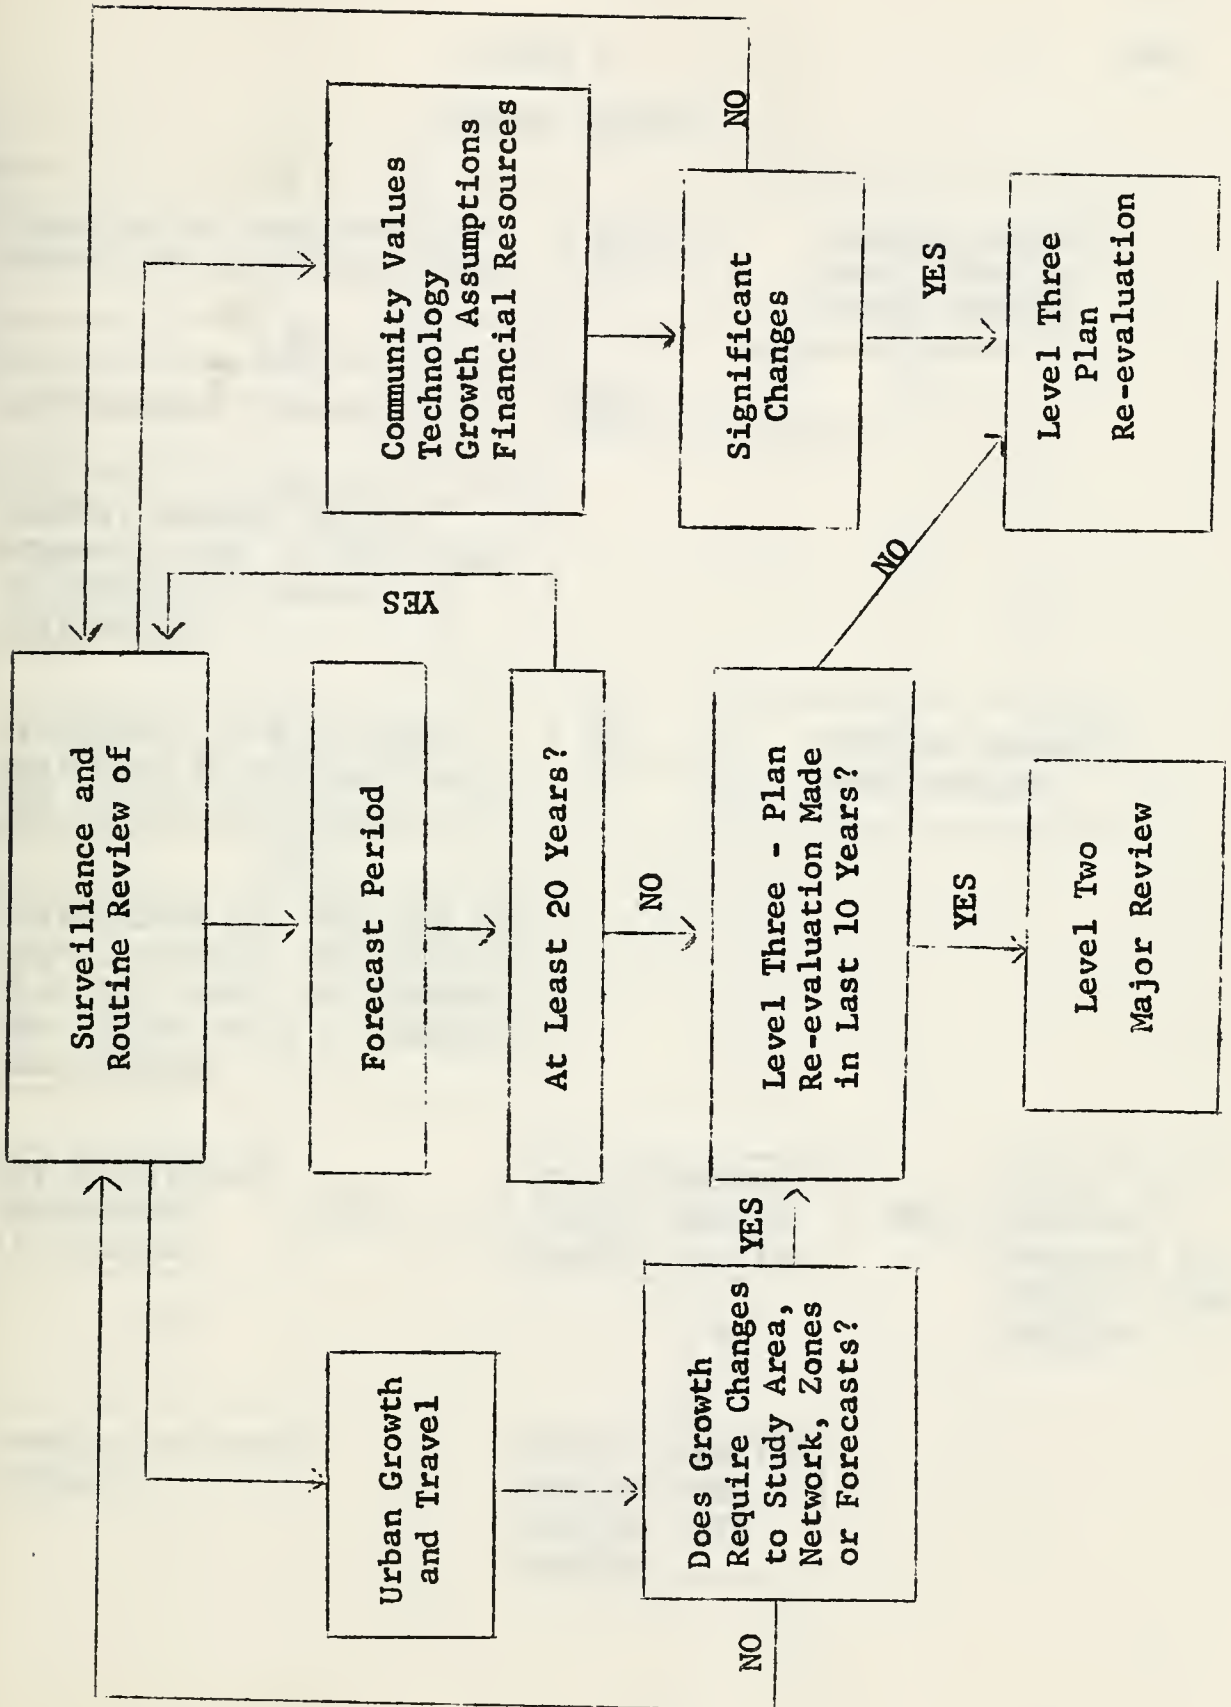 Surveillance and
Routine Review of
Urban Growth
and Travel
Forecast Period
Community Values
Technology
Growth Assumptions
Financial Resources
At Least 20 Years?
YES
NO
Does Growth
Require Changes
to Study Area,
Network, Zones
or Forecasts?
NO
YES
Level Three - Plan
Re-evaluation Made
in Last 10 Years?
NO
YES
Significant
Changes
NO
YES
Level Two
Major Review
Level Three
Plan
Re-evaluation